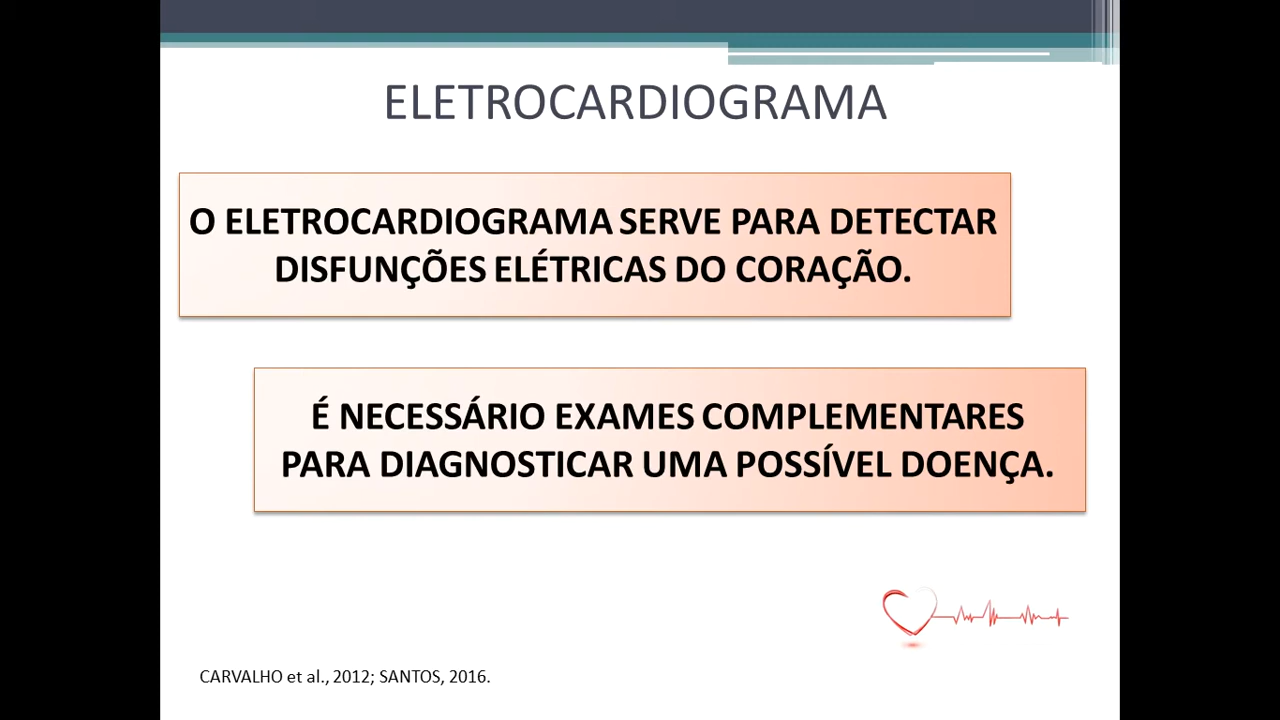 ELETROCARDIOGRAMA
O ELETROCARDIOGRAMA SERVE PARA DETECTAR
DISFUNÇÕES ELÉTRICAS DO CORAÇÃO.
É NECESSÁRIO EXAMES COMPLEMENTARES
PARA DIAGNOSTICAR UMA POSSÍVEL DOENÇA.
CARVALHO et al., 2012; SANTOS, 2016.